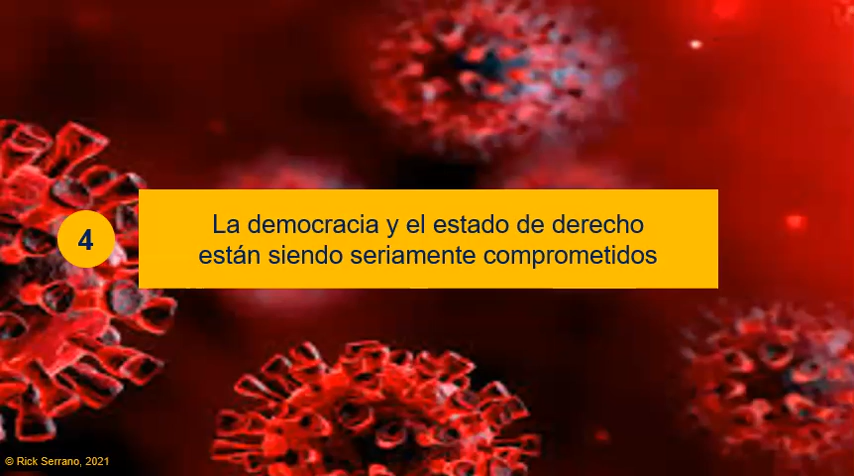 La democracia y el estado de derecho
4
están siendo seriamente comprometidos
© Rick Serrano, 2021